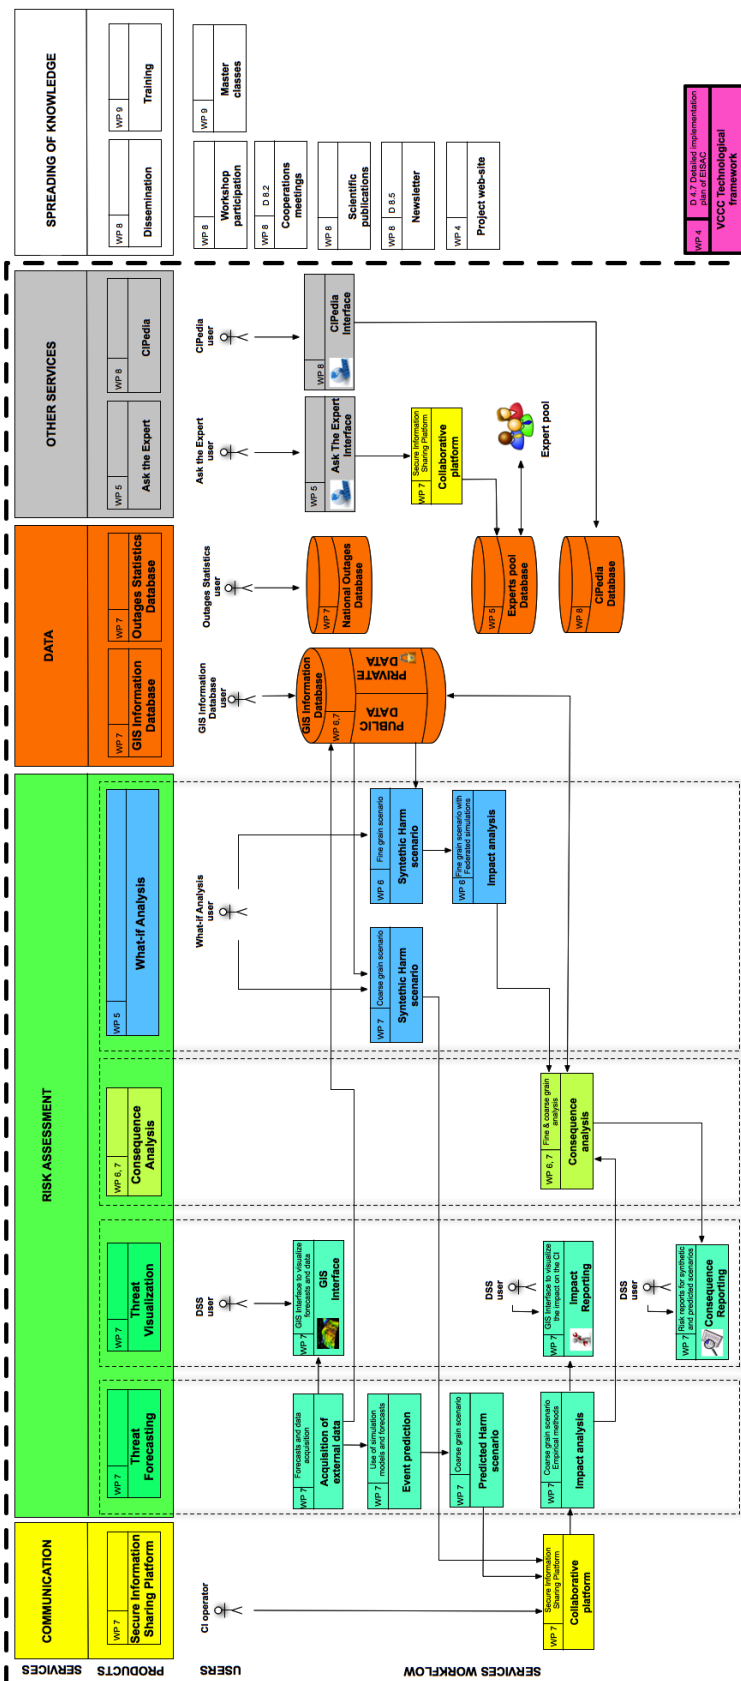 SERVICES
COMMUNICATION
RISK ASSESSMENT
DATA
OTHER SERVICES
SPREADING OF KNOWLEDGE
PRODUCTS
WP 7
Secure Information
Sharing Platform
WP 7
Threat
Forecasting
WP 7
Threat
Visualization
WP 6, 7
Consequence
Analysis
WP 5
What-if Analysis
WP 7
GIS Information
Database
WP 7
Outages Statistics
Database
WP 5
Ask the Expert
WP 8
CIPedia
WP 8
Dissemination
WP 9
Training
USERS
CI operator
DSS
user
What-if Analysis
user
GIS Information
Database
user
Outages Statistics
user
Ask the Expert
user
CIPedia
user
WP 8
Workshop
participation
WP 9
Master
classes
WP 8
D 8.2
Cooperations
meetings
WP 8
Scientific
publications
WP 8
D 8.5
Newsletter
WP 4
Project web-site
SERVICES WORKFLOW
WP 7
Forecasts and data
acquisition
Acquisition of
external data
WP 7
GIS Interface to visualize
forecasts and data
GIS
Interface
WP 6,7
GIS Information
Database
PUBLIC
DATA
PRIVATE
DATA
WP 7
National Outages
Database
WP 5
Ask The Expert
Interface
WP 8
CIPedia
Interface
WP 7
Use of simulation
models and forecasts
Event prediction
WP 7
Coarse grain scenario
Syntethic Harm
scenario
WP 6
Fine grain scenario
Syntethic Harm
scenario
WP 7
Secure Information
Sharing Platform
Collaborative
platform
WP 7
Coarse grain scenario
Predicted Harm
scenario
WP 6
Fine grain scenario with
Federated simulations
Impact analysis
WP 5
Experts pool
Database
Expert pool
WP 7
Secure Information
Sharing Platform
Collaborative
platform
WP 7
Coarse grain scenario
Empirical methods
Impact analysis
DSS
user
WP 7
GIS Interface to visualize
the impact on the CI
Impact
Reporting
WP 6, 7
Fine & coarse grain
analysis
Consequence
analysis
WP 8
CIPedia
Database
DSS
user
WP 7
Risk reports for synthetic
and predicted scenarios
Consequence
Reporting
WP 4
D 4.7 Detailed implementation
plan of EISAC
VCCC Technological
framework